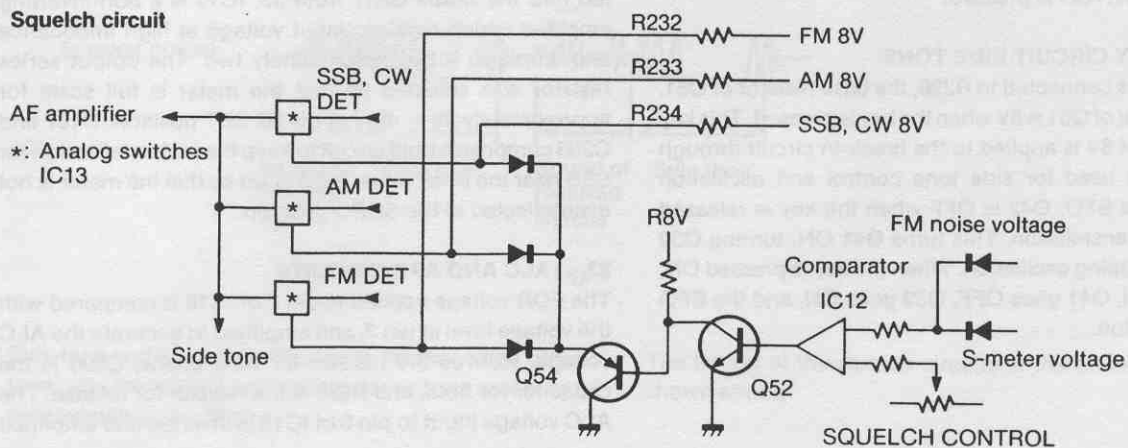 Squelch circuit
AF amplifier
*: Analog switches
IC13
SSB, CW
DET
*
AM DET
*
FM DET
*
Side tone
R232
FM 8V
R233
AM 8V
R234
SSB, CW 8V
R8V
FM noise voltage
Comparator
IC12
S-meter voltage
Q54
Q52
SQUELCH CONTROL